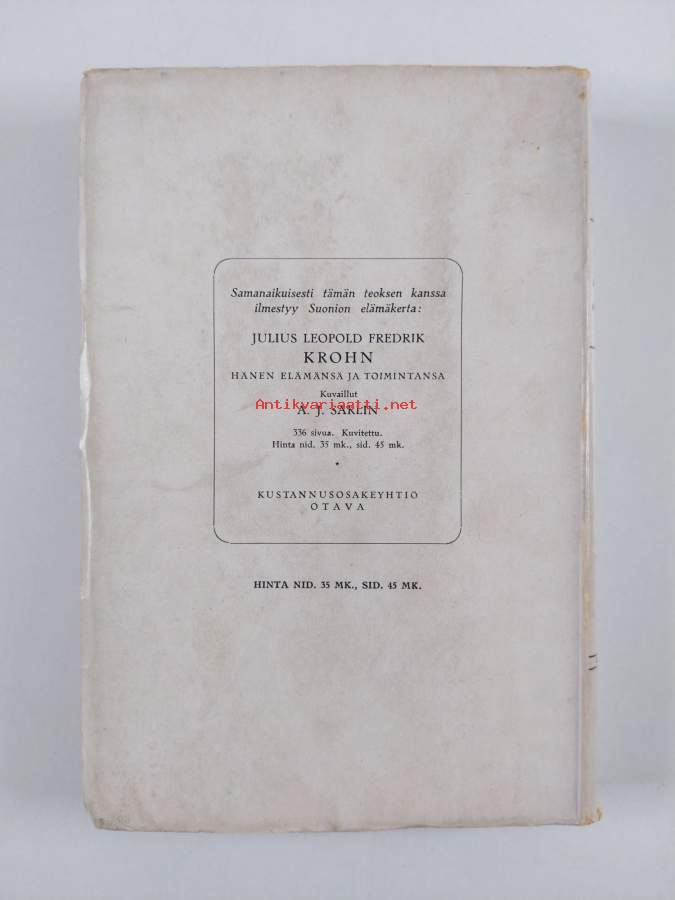 Samanaikuisesti tämän teoksen kanssa
ilmestyy Suonion elämäkerta:
JULIUS LEOPOLD FREDRIK
KROHN
HÄNEN ELÄMÄNSÄ JA TOIMINTANSA
Kuvaillut
Antikvariaatti.net
A. J. SARLIN
336 sivua. Kuvitettu.
Hinta nid. 35 mk., sid. 45 mk.
*
KUSTANNUSOSAKEYHTIÖ
OTAVA
HINTA NID. 35 MK., SID. 45 MK.